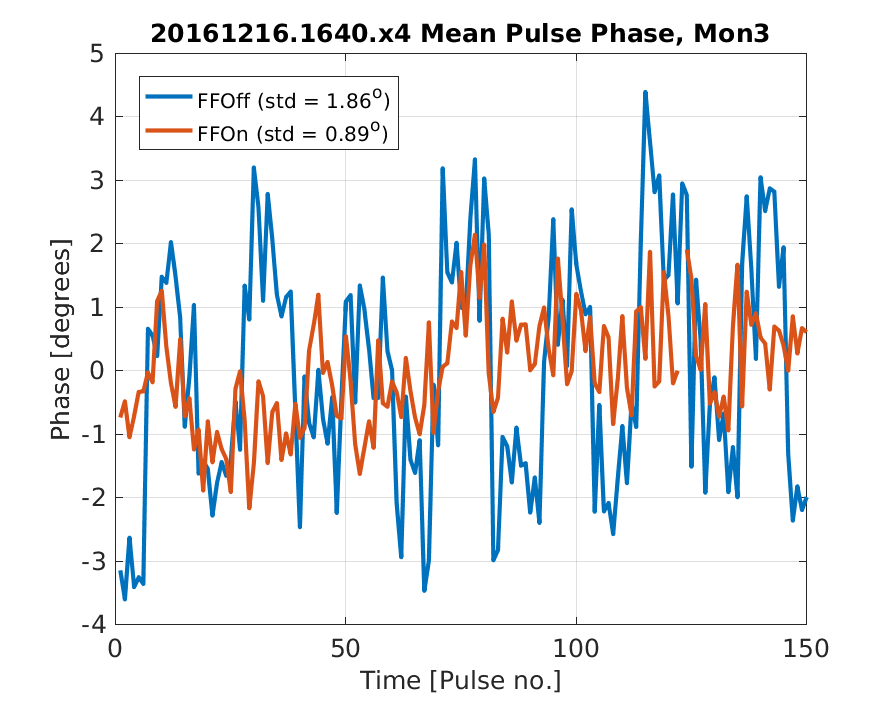 20161216.1640.x4 Mean Pulse Phase, Mon3
FFOff (std = 1.86°)
FFOn (std = 0.89°)
5
4
3
2
1
0
-1
-2
-3
-4
Phase [degrees]
0 50 100 150
Time [Pulse no.]